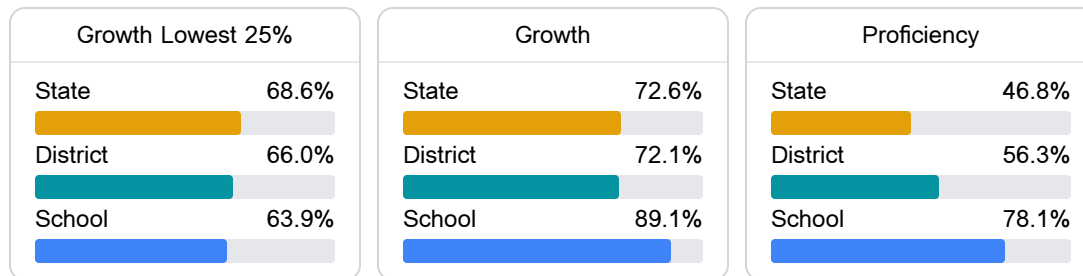 Growth Lowest 25%
State 68.6%
District 66.0%
School 63.9%
Growth
State 72.6%
District 72.1%
School 89.1%
Proficiency
State 46.8%
District 56.3%
School 78.1%